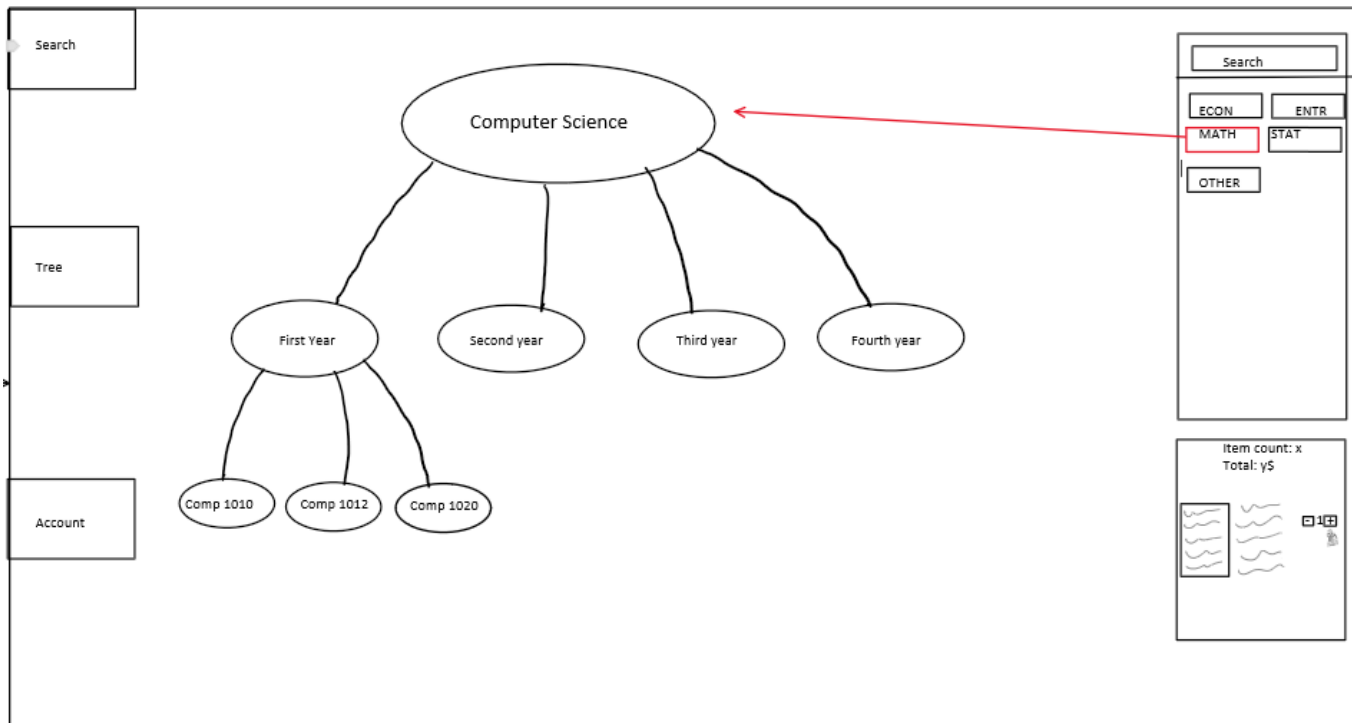 Search
Tree
Account
Computer Science
First Year
Second year
Third year
Fourth year
Comp 1010
Comp 1012
Comp 1020
Search
ECON
ENTR
MATH
STAT
OTHER
Item count: x
Total: y$
- 1 +